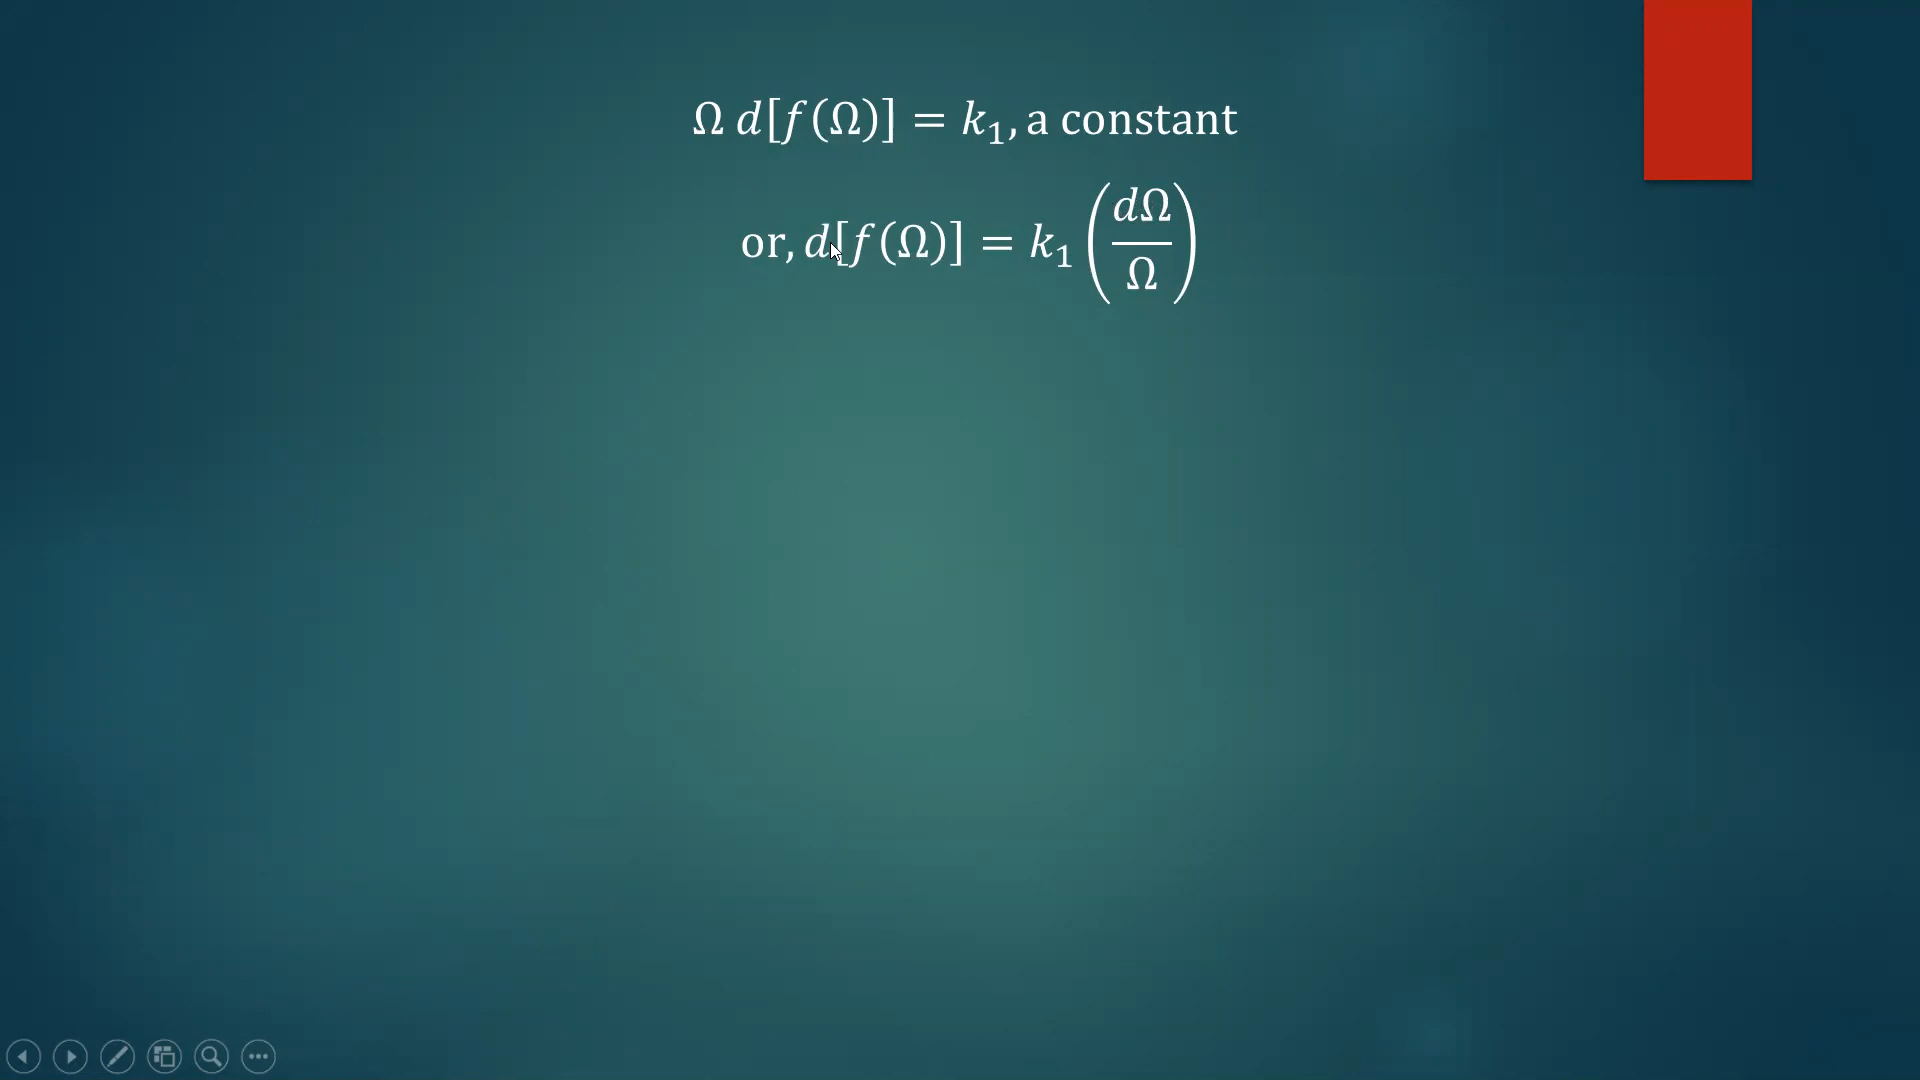 Ω d[f(Ω)] = k₁, a constant
or, d[f(Ω)] = k₁ (dΩ/Ω)